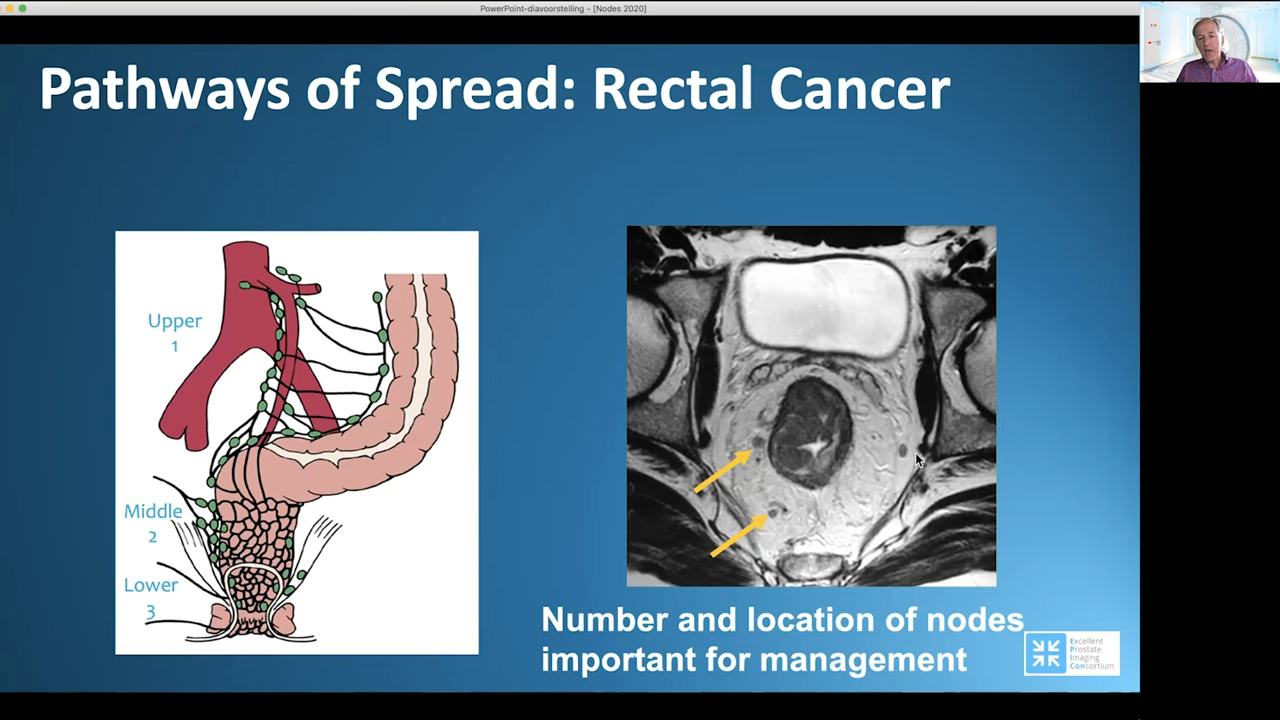 PowerPoint-diavoorstelling - [Nodes 2020]
Pathways of Spread: Rectal Cancer
Upper
1
Middle
2
Lower
3
Number and location of nodes
important for management
Excellent
Prostate
Imaging
Consortium